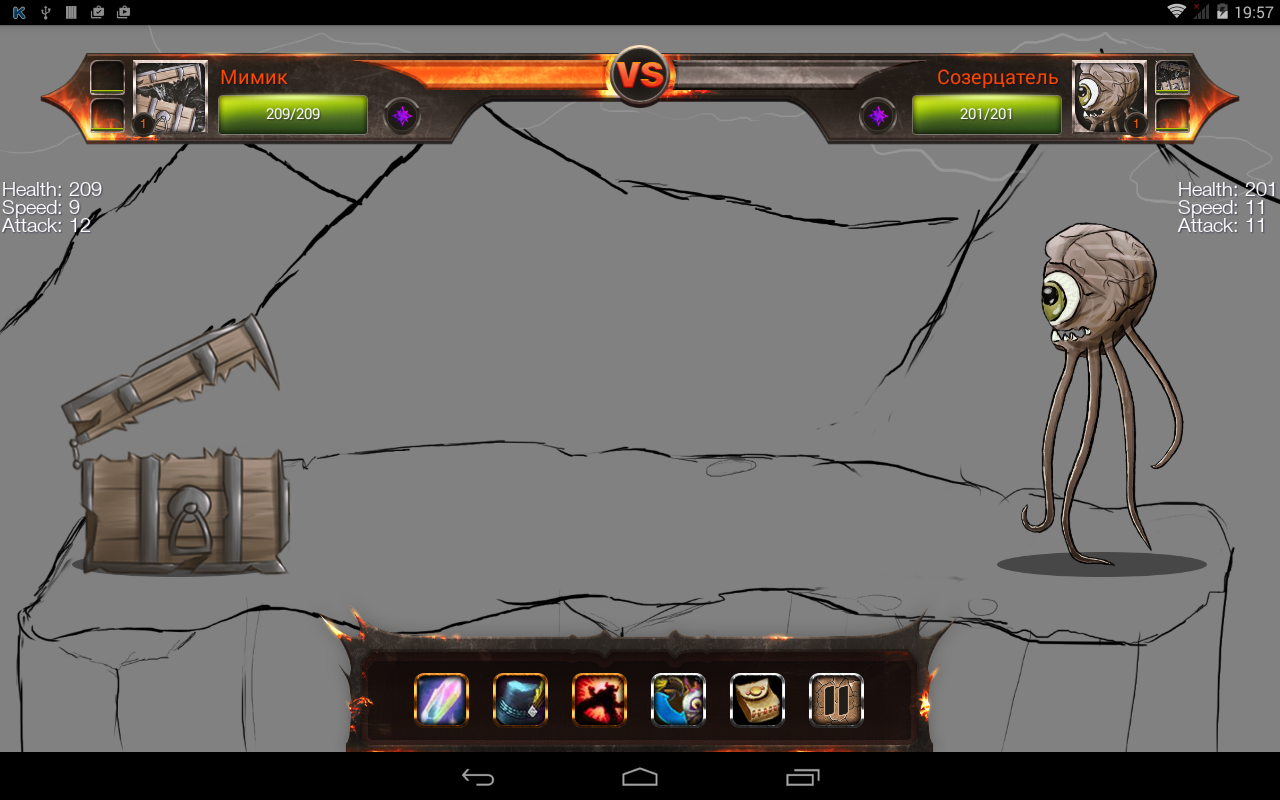 19:57
Мимик
VS
Созерцатель
209/209
201/201
1
1
Health: 209
Speed: 9
Attack: 12
Health: 201
Speed: 11
Attack: 11